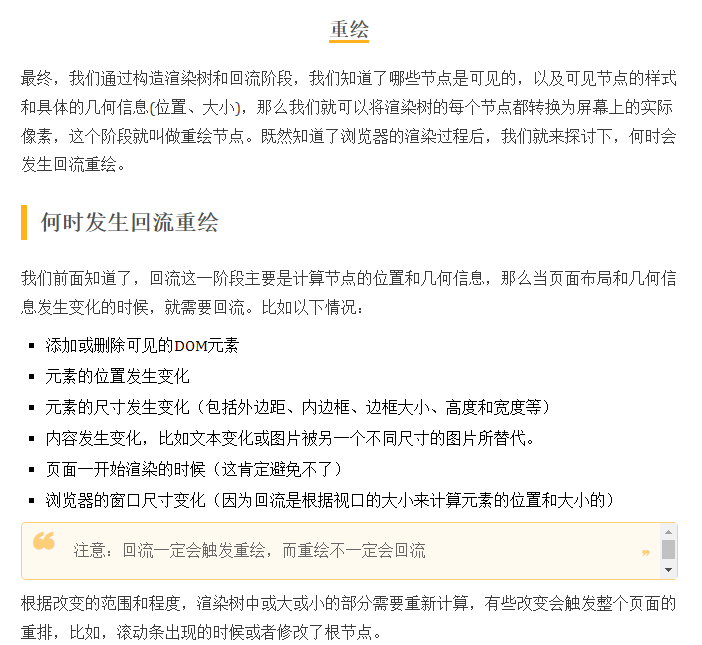 重绘
最终，我们通过构造渲染树和回流阶段，我们知道了哪些节点是可见的，以及可见节点的样式
和具体的几何信息(位置、大小)，那么我们就可以将渲染树的每个节点都转换为屏幕上的实际
像素，这个阶段就叫做重绘节点。既然知道了浏览器的渲染过程后，我们就来探讨下，何时会
发生回流重绘。
何时发生回流重绘
我们前面知道了，回流这一阶段主要是计算节点的位置和几何信息，那么当页面布局和几何信
息发生变化的时候，就需要回流。比如以下情况：
添加或删除可见的DOM元素
元素的位置发生变化
元素的尺寸发生变化（包括外边距、内边框、边框大小、高度和宽度等）
内容发生变化，比如文本变化或图片被另一个不同尺寸的图片所替代。
页面一开始渲染的时候（这肯定避免不了）
浏览器的窗口尺寸变化（因为回流是根据视口的大小来计算元素的位置和大小的）
❝ 注意：回流一定会触发重绘，而重绘不一定会回流 ❞
根据改变的范围和程度，渲染树中或大或小的部分需要重新计算，有些改变会触发整个页面的
重排，比如，滚动条出现的时候或者修改了根节点。